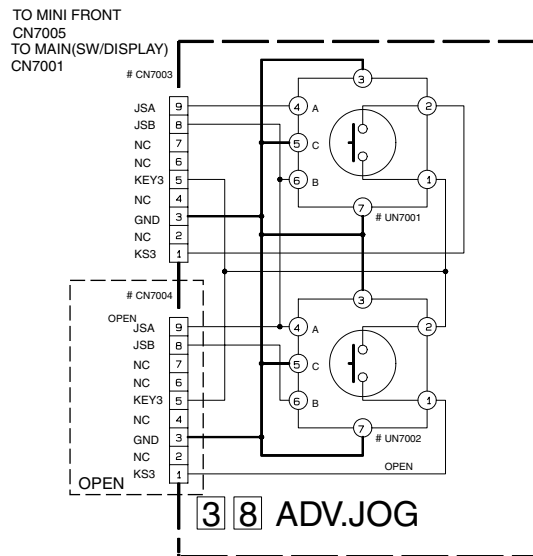 TO MINI FRONT
CN7005
TO MAIN(SW/DISPLAY)
CN7001
# CN7003
JSA 9
JSB 8
NC 7
NC 6
KEY3 5
NC 4
GND 3
NC 2
KS3 1
3
4 A
2
5 C
6 B
1
7
# UN7001
# CN7004
OPEN
JSA 9
JSB 8
NC 7
NC 6
KEY3 5
NC 4
GND 3
NC 2
KS3 1
OPEN
3
4 A
2
5 C
6 B
1
7
# UN7002
OPEN
3 8 ADV.JOG